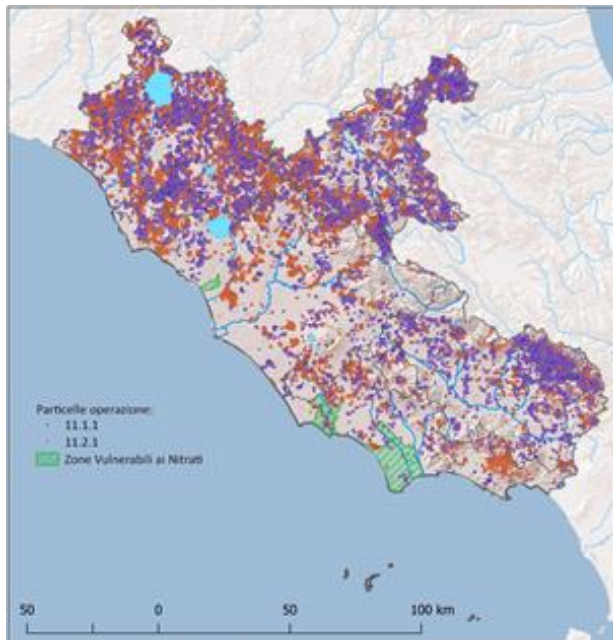 Particelle operazione:
11.1.1
11.2.1
Zone Vulnerabili ai Nitrati
50 0 50 100 km